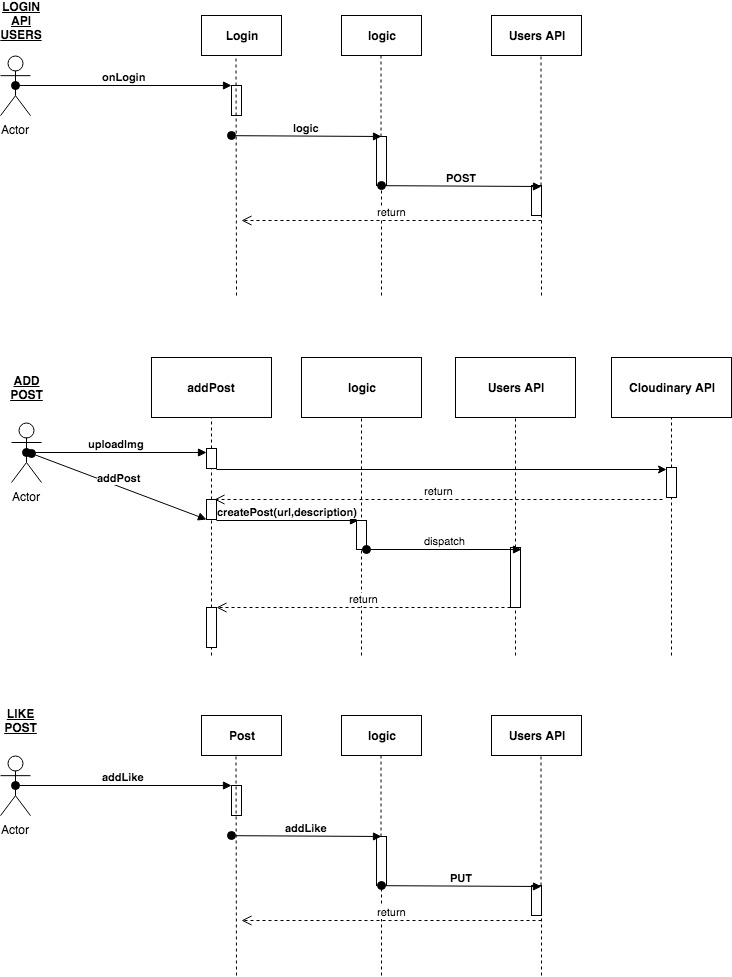 LOGIN
API
USERS
Login
logic
Users API
onLogin
Actor
logic
POST
return
ADD
POST
addPost
logic
Users API
Cloudinary API
uploadImg
addPost
Actor
return
createPost(url,description)
dispatch
return
LIKE
POST
Post
logic
Users API
addLike
Actor
addLike
PUT
return